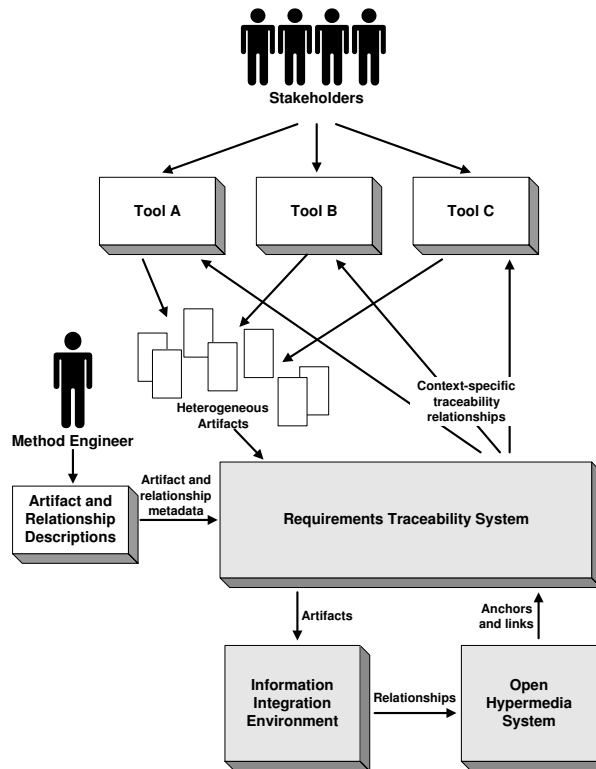 Stakeholders
Tool A
Tool B
Tool C
Context-specific
traceability
relationships
Heterogeneous
Artifacts
Method Engineer
Artifact and
Relationship
Descriptions
Artifact and
relationship
metadata
Requirements Traceability System
Artifacts
Anchors
and links
Information
Integration
Environment
Relationships
Open
Hypermedia
System